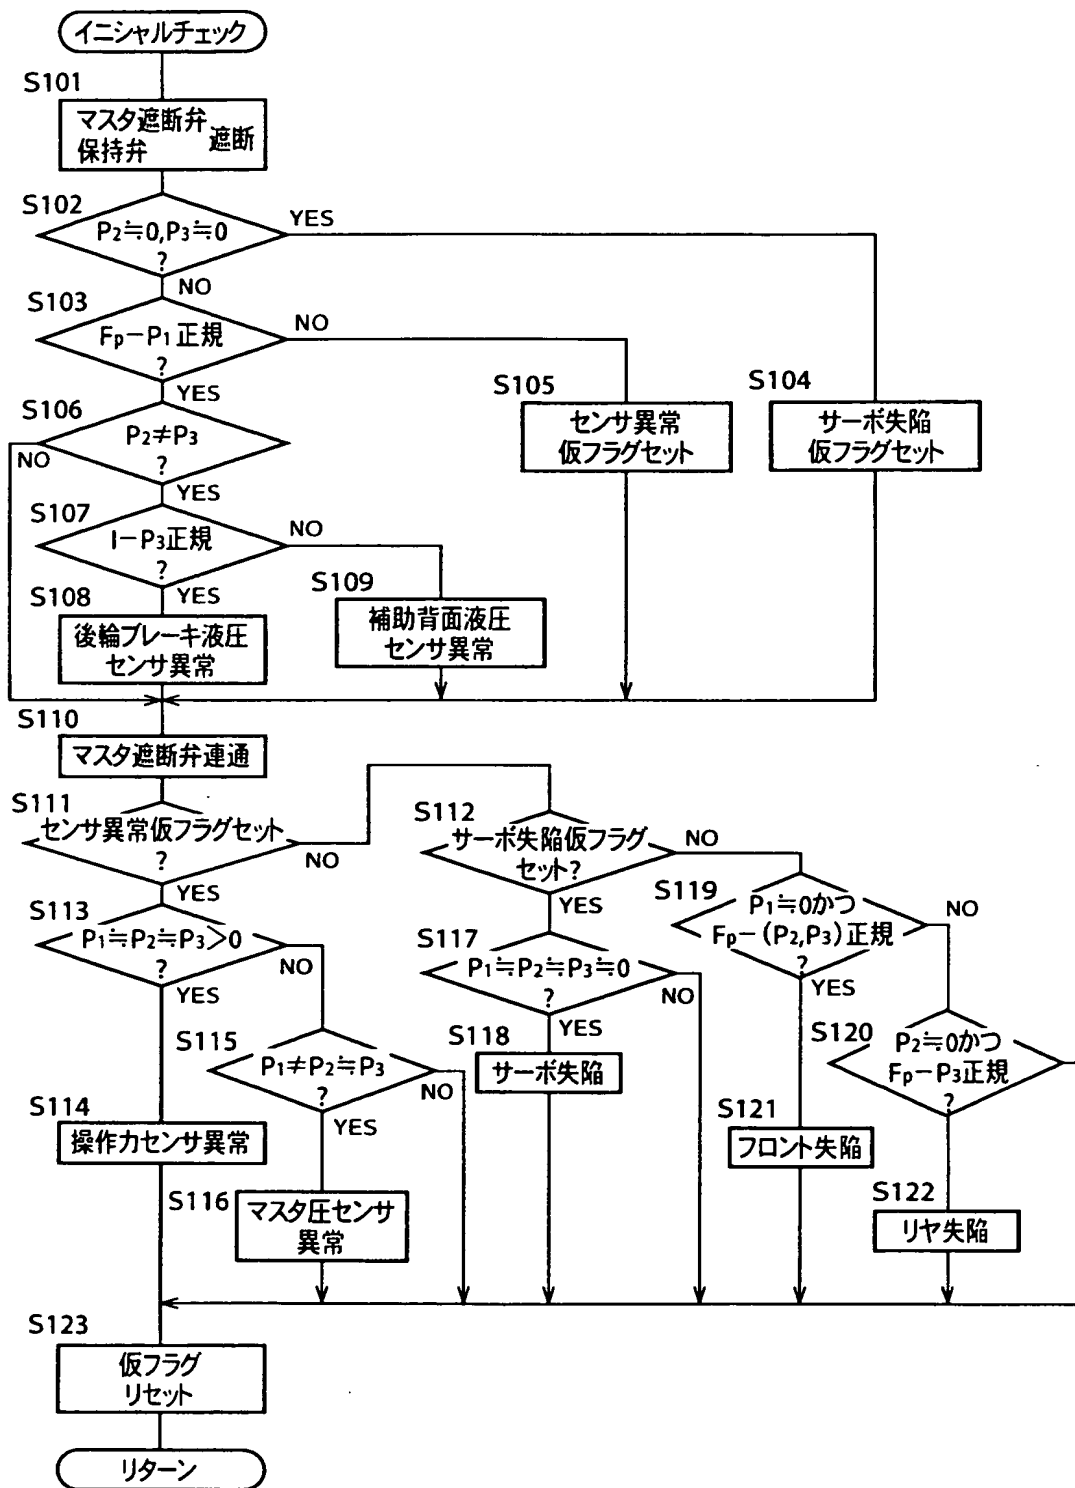 イニシャルチェック
S101
マスタ遮断弁
保持弁
遮断
S102
P₂≒0,P₃≒0
?
YES
NO
S103
Fp−P₁正規
?
NO
YES
S105
センサ異常
仮フラグセット
S104
サーボ失陥
仮フラグセット
S106
P₂≠P₃
?
NO
YES
S107
I−P₃正規
?
NO
YES
S108
後輪ブレーキ液圧
センサ異常
S109
補助背面液圧
センサ異常
S110
マスタ遮断弁連通
S111
センサ異常仮フラグセット
?
NO
YES
S112
サーボ失陥仮フラグ
セット?
NO
YES
S113
P₁≒P₂≒P₃>0
?
NO
YES
S117
P₁≒P₂≒P₃≒0
?
NO
YES
S119
P₁≒0かつ
Fp−(P₂,P₃)正規
?
NO
YES
S115
P₁≠P₂≒P₃
?
NO
YES
S118
サーボ失陥
S120
P₂≒0かつ
Fp−P₃正規
?
S114
操作力センサ異常
S121
フロント失陥
S116
マスタ圧センサ
異常
S122
リヤ失陥
S123
仮フラグ
リセット
リターン